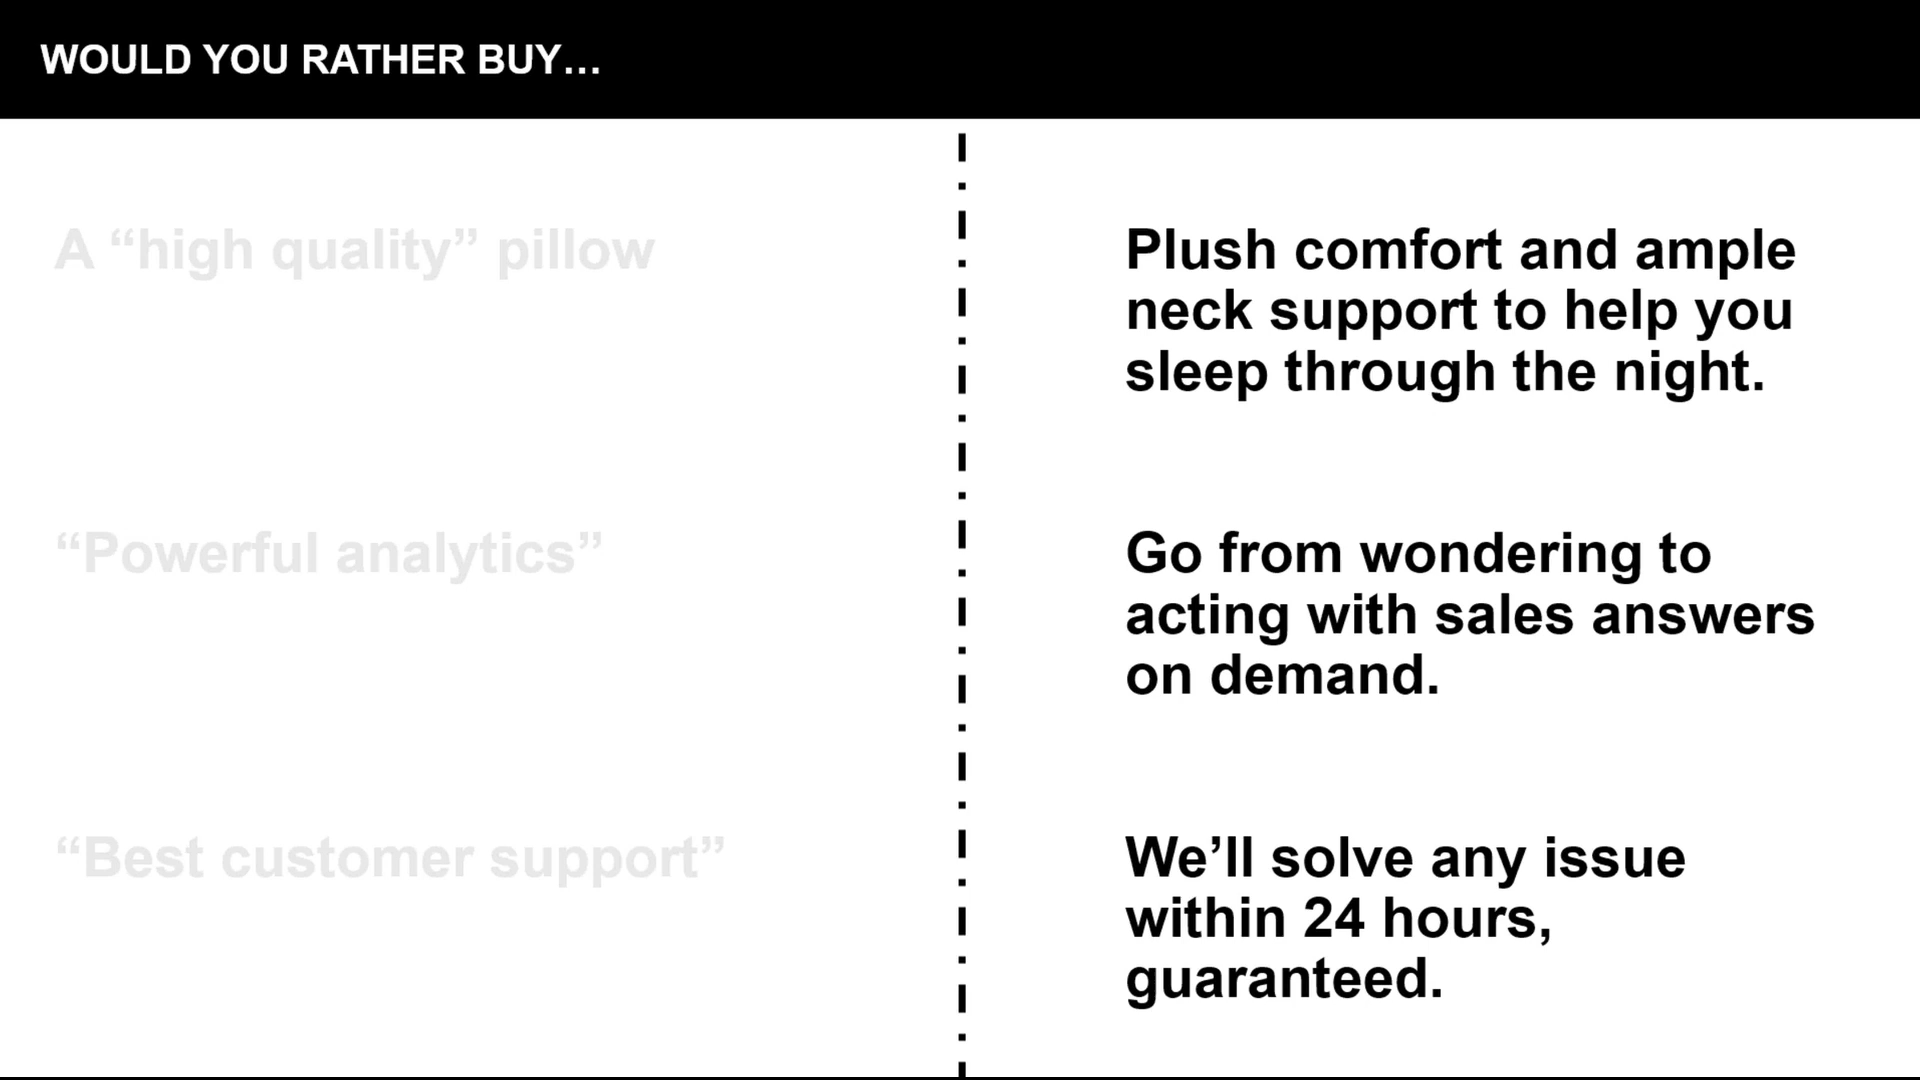 WOULD YOU RATHER BUY…
A “high quality” pillow
Plush comfort and ample
neck support to help you
sleep through the night.
“Powerful analytics”
Go from wondering to
acting with sales answers
on demand.
“Best customer support”
We’ll solve any issue
within 24 hours,
guaranteed.